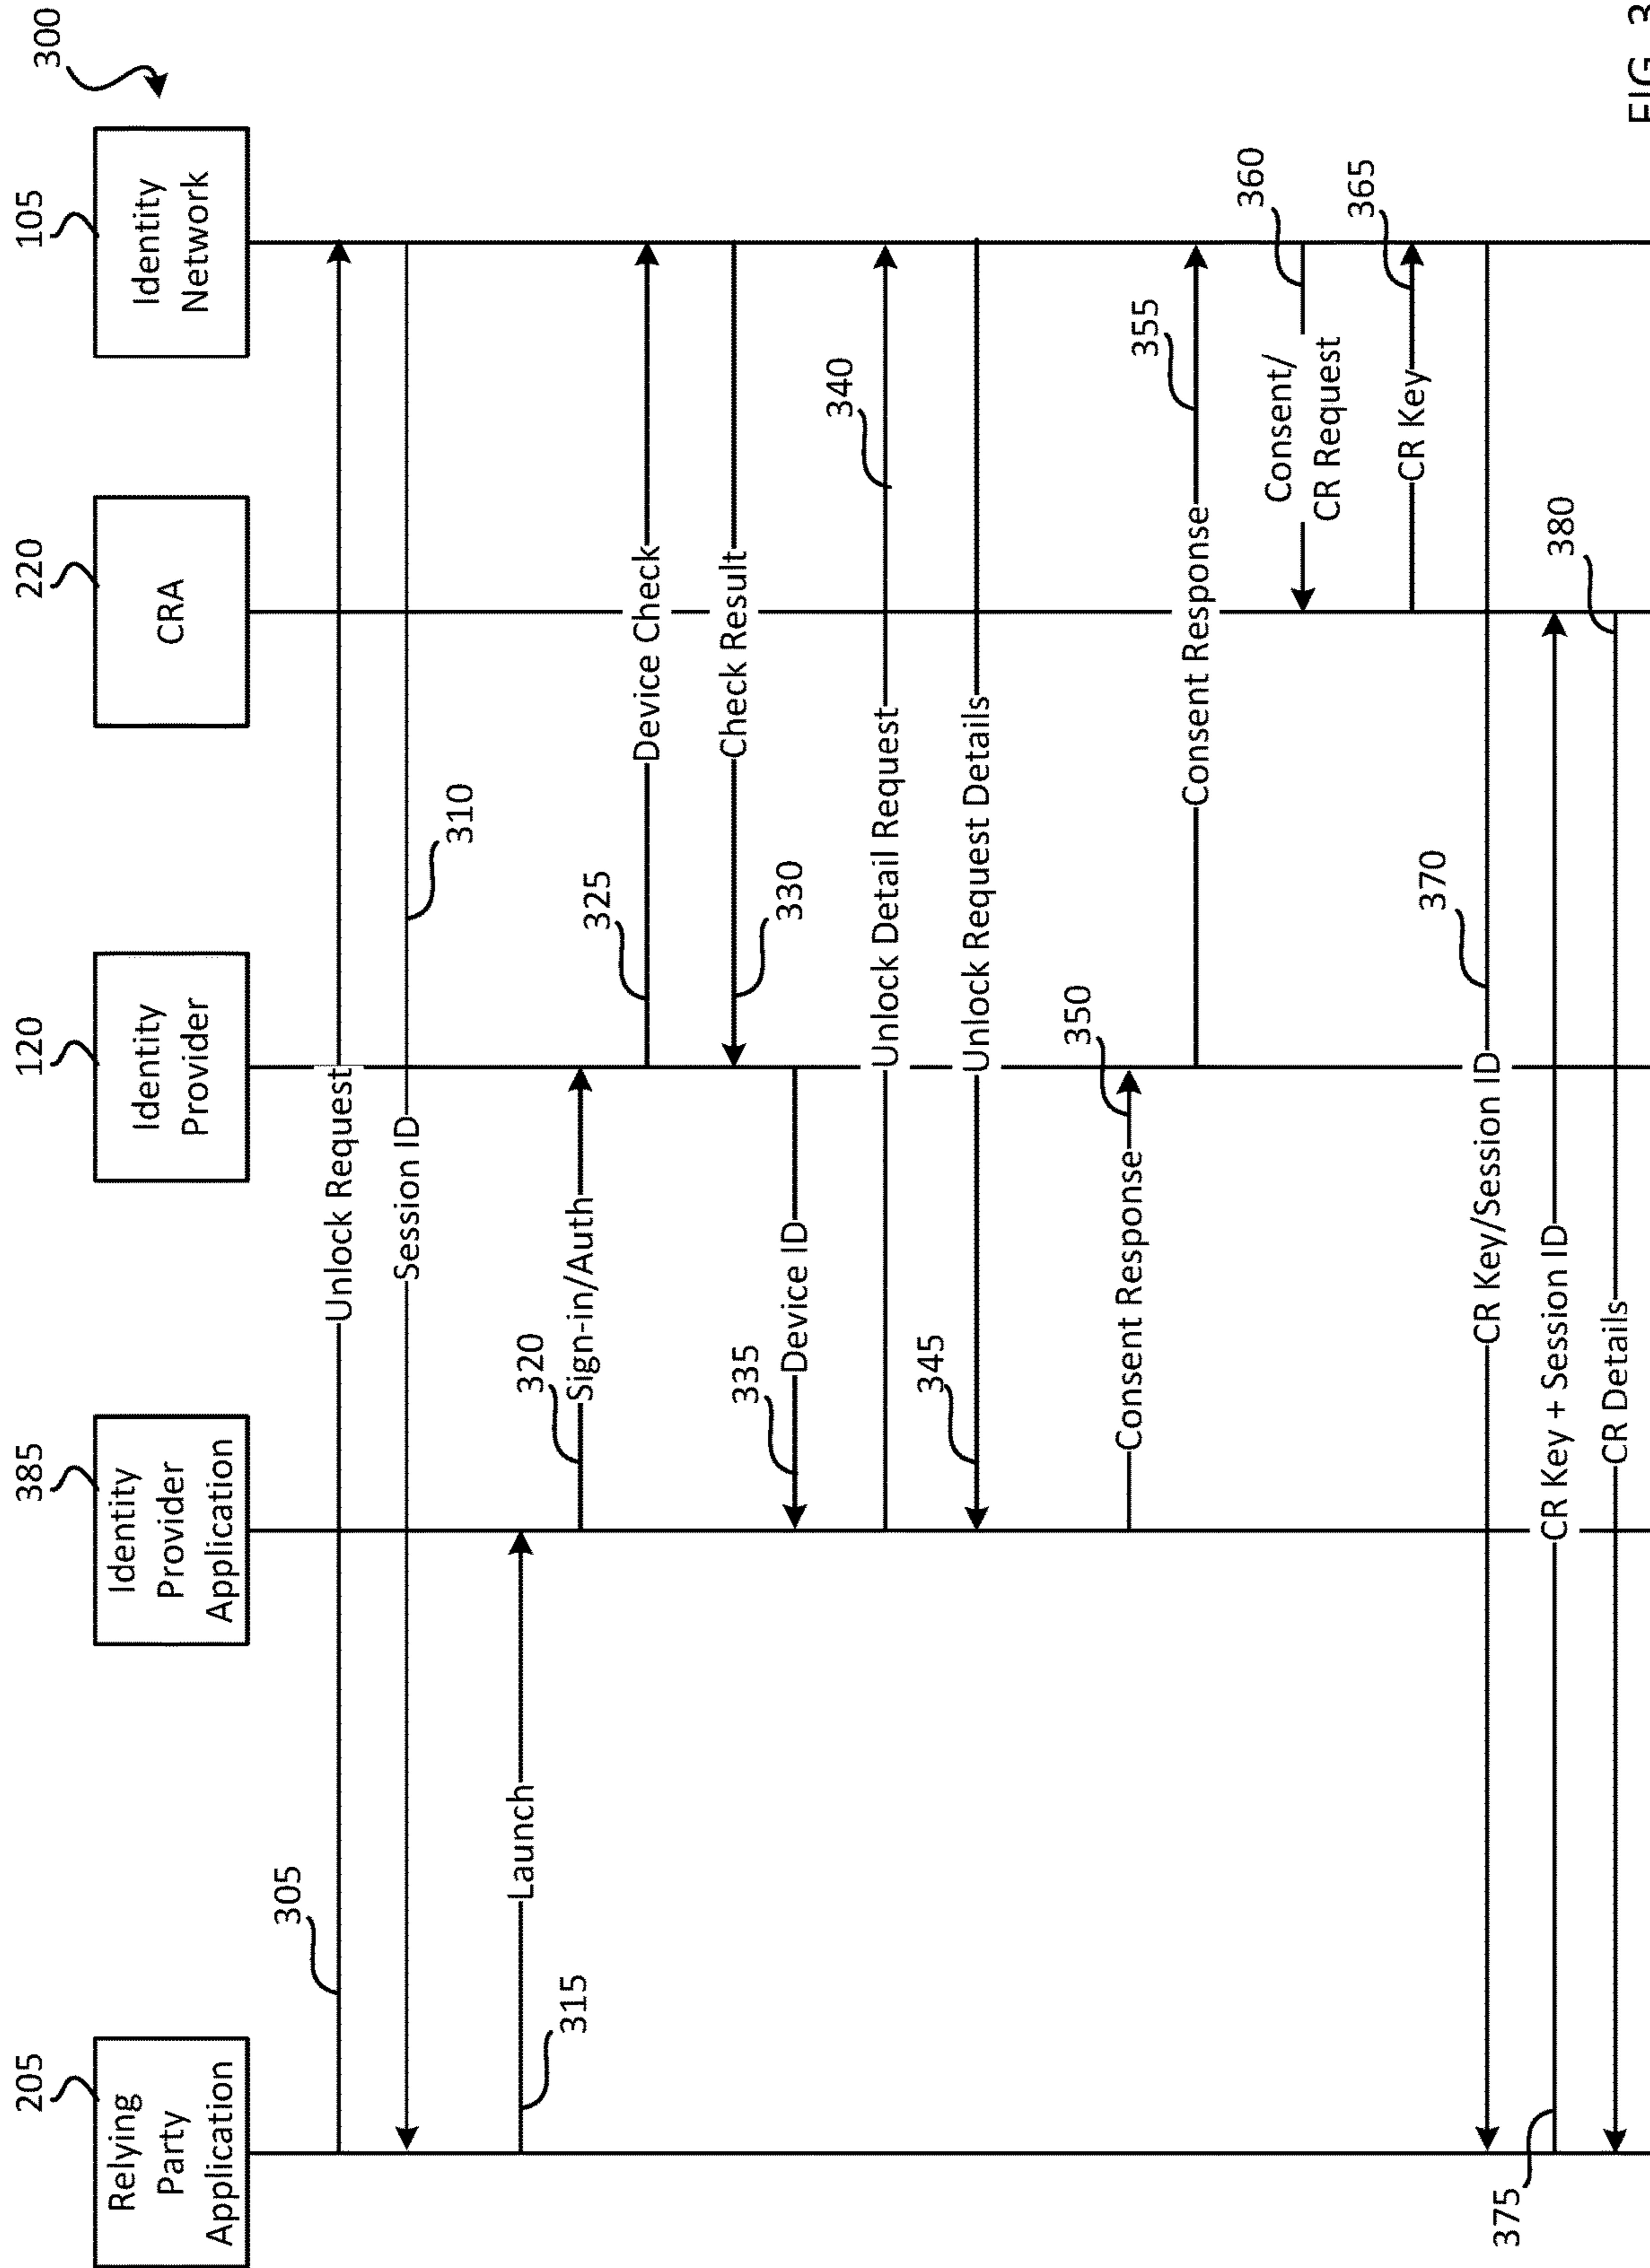 300
205
385
120
220
105
Relying
Party
Application
Identity
Provider
Application
Identity
Provider
CRA
Identity
Network
305
Unlock Request
Session ID
310
315
Launch
320
Sign-in/Auth
325
Device Check
Check Result
330
335
Device ID
340
Unlock Detail Request
345
Unlock Request Details
350
Consent Response
355
Consent Response
360
Consent/
CR Request
365
CR Key
370
CR Key/Session ID
375
CR Key + Session ID
380
CR Details
FIG. 3